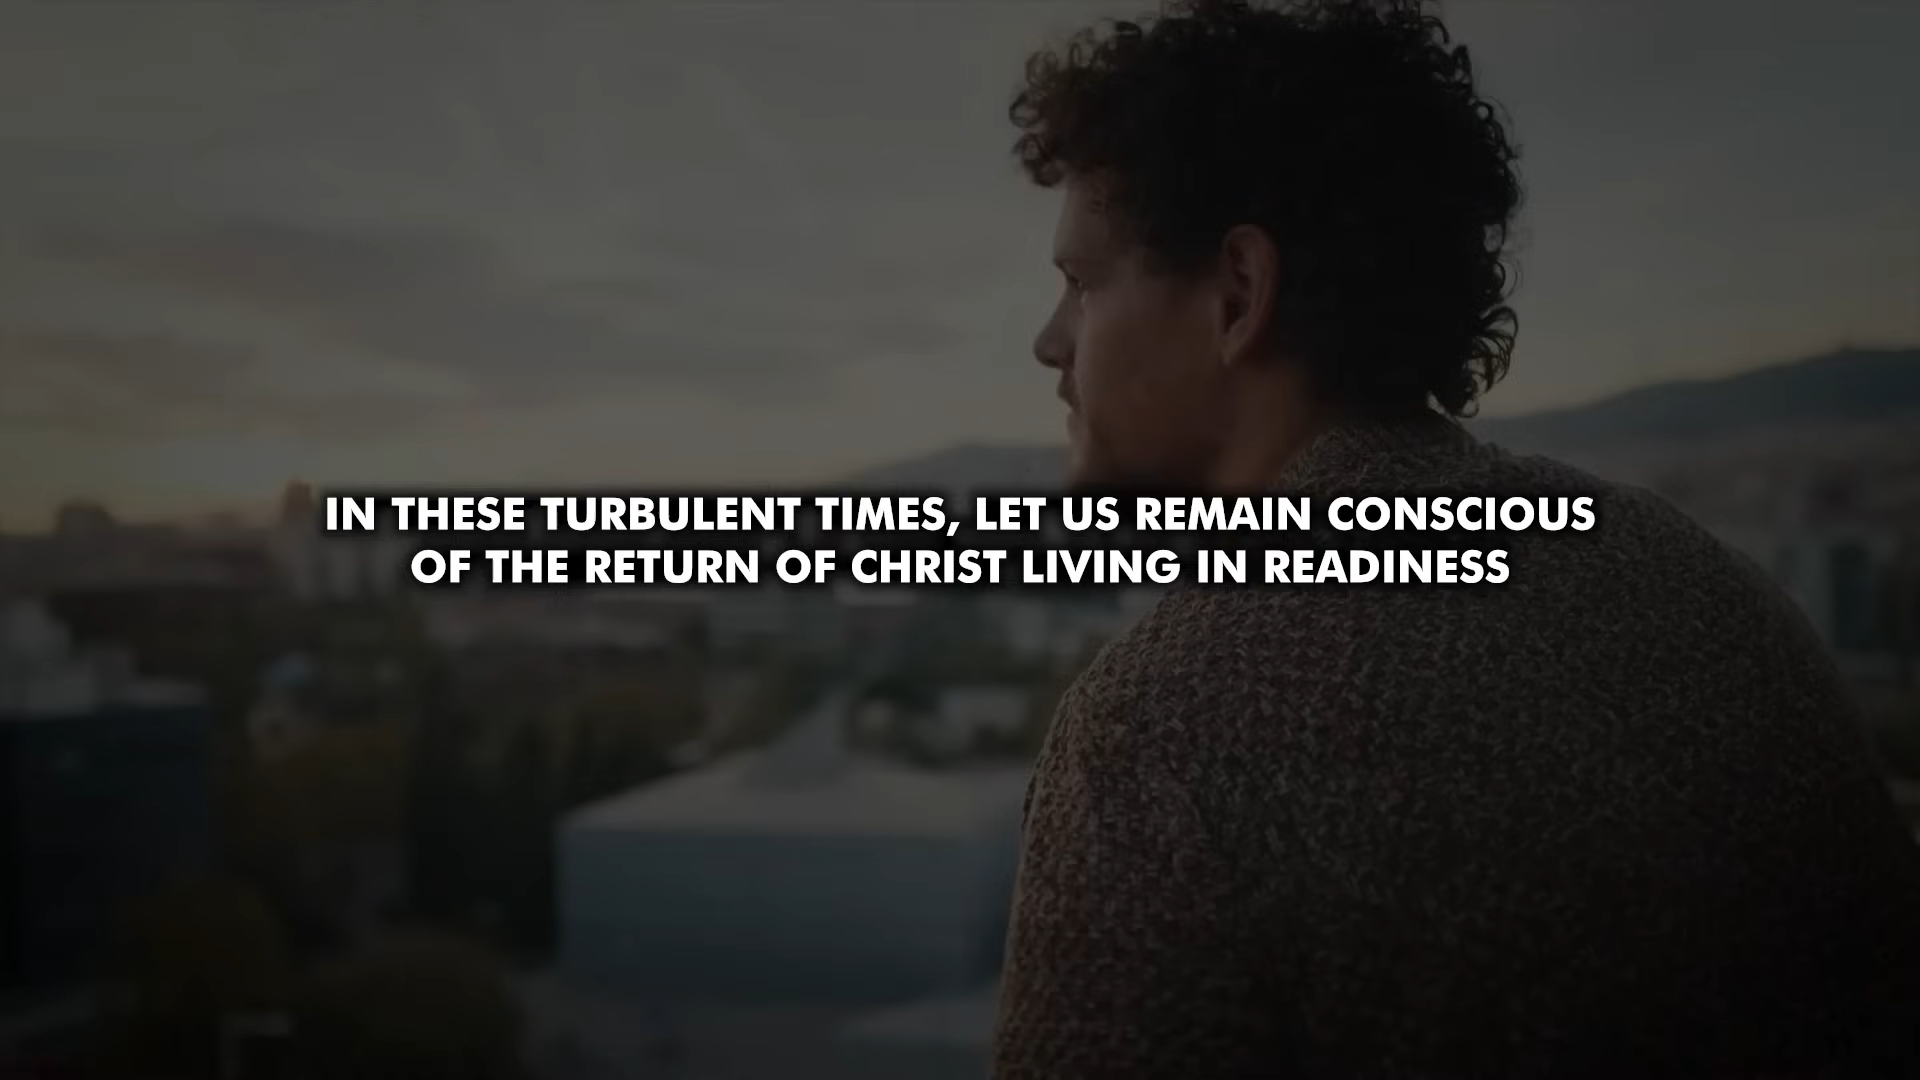 IN THESE TURBULENT TIMES, LET US REMAIN CONSCIOUS
OF THE RETURN OF CHRIST LIVING IN READINESS